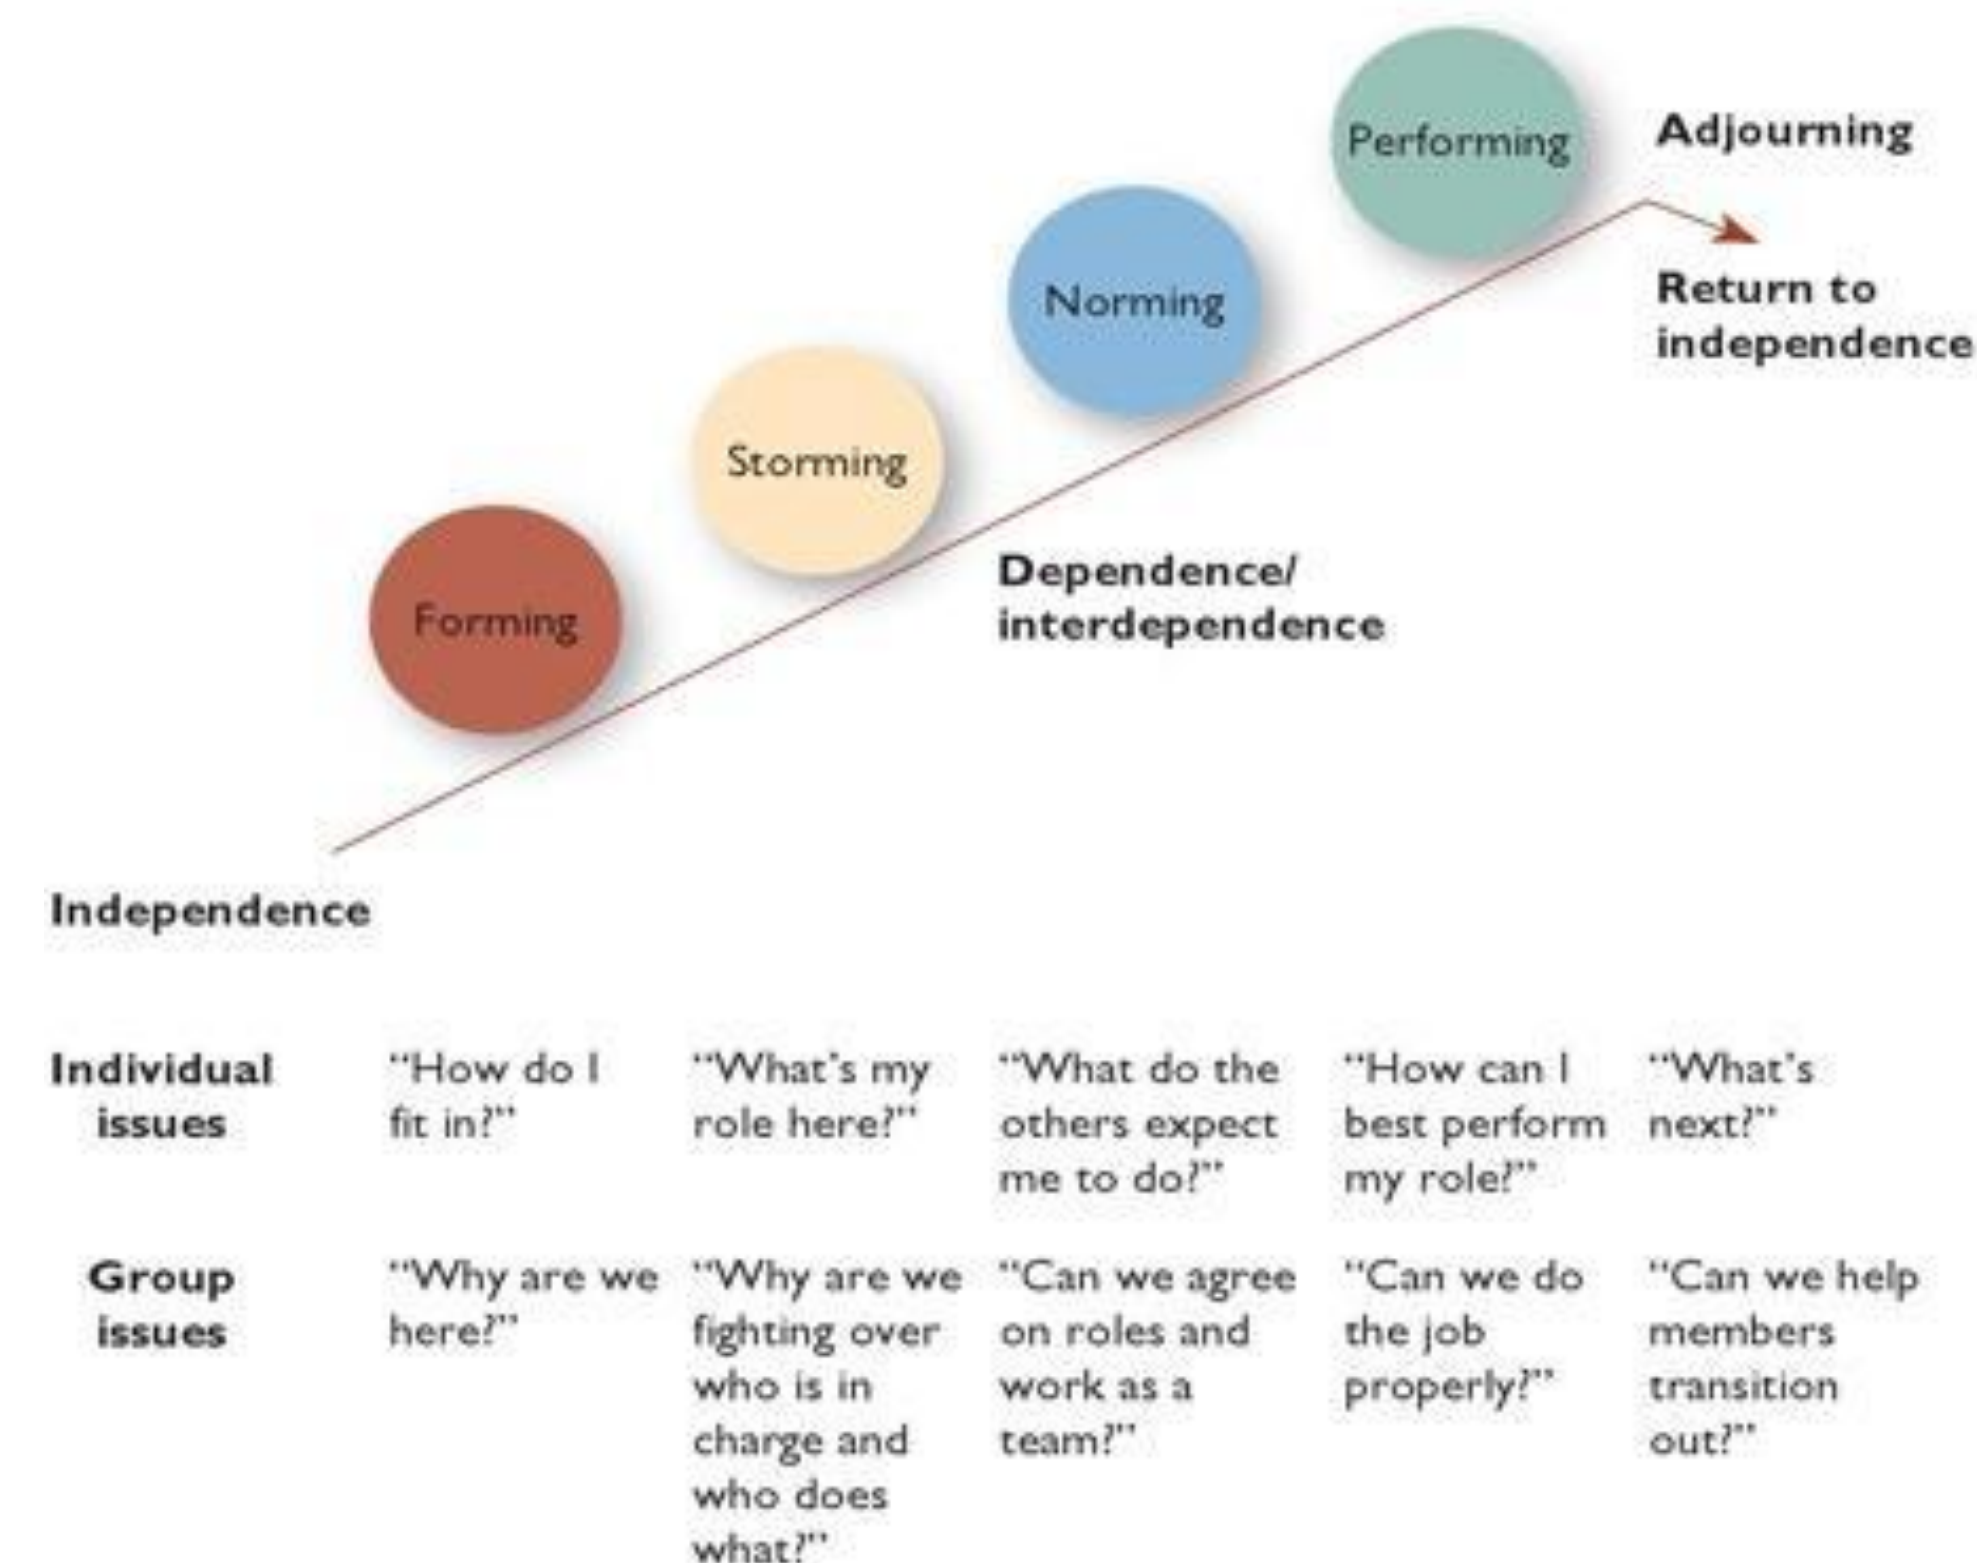 Performing
Adjourning
Norming
Return to
independence
Storming
Dependence/
interdependence
Forming
Independence
Individual
issues
“How do I
fit in?”
“What's my
role here?”
“What do the
others expect
me to do?”
“How can I
best perform
my role?”
“What's
next?”
Group
issues
“Why are we
here?”
“Why are we
fighting over
who is in
charge and
who does
what?”
“Can we agree
on roles and
work as a
team?”
“Can we do
the job
properly?”
“Can we help
members
transition
out?”